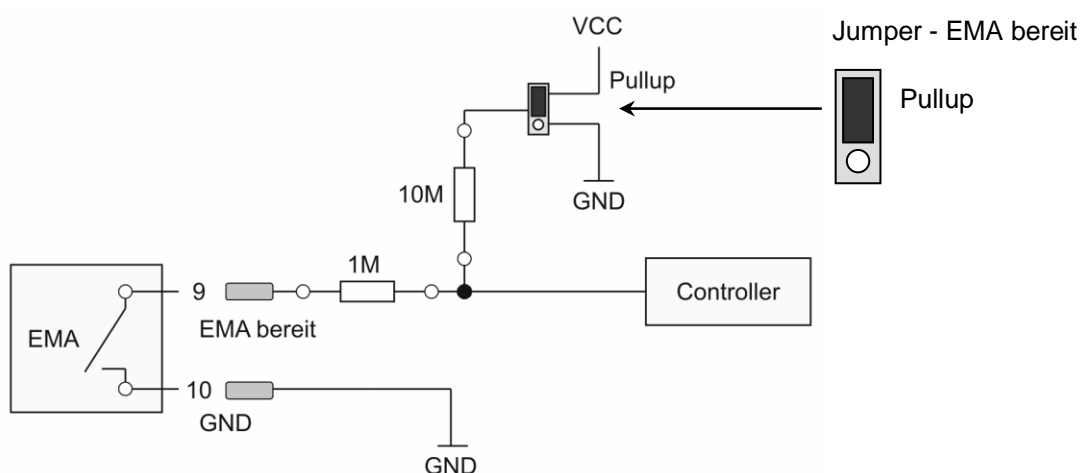 VCC
Jumper - EMA bereit
Pullup
Pullup
10M
GND
1M
9
Controller
EMA
EMA bereit
10
GND
GND